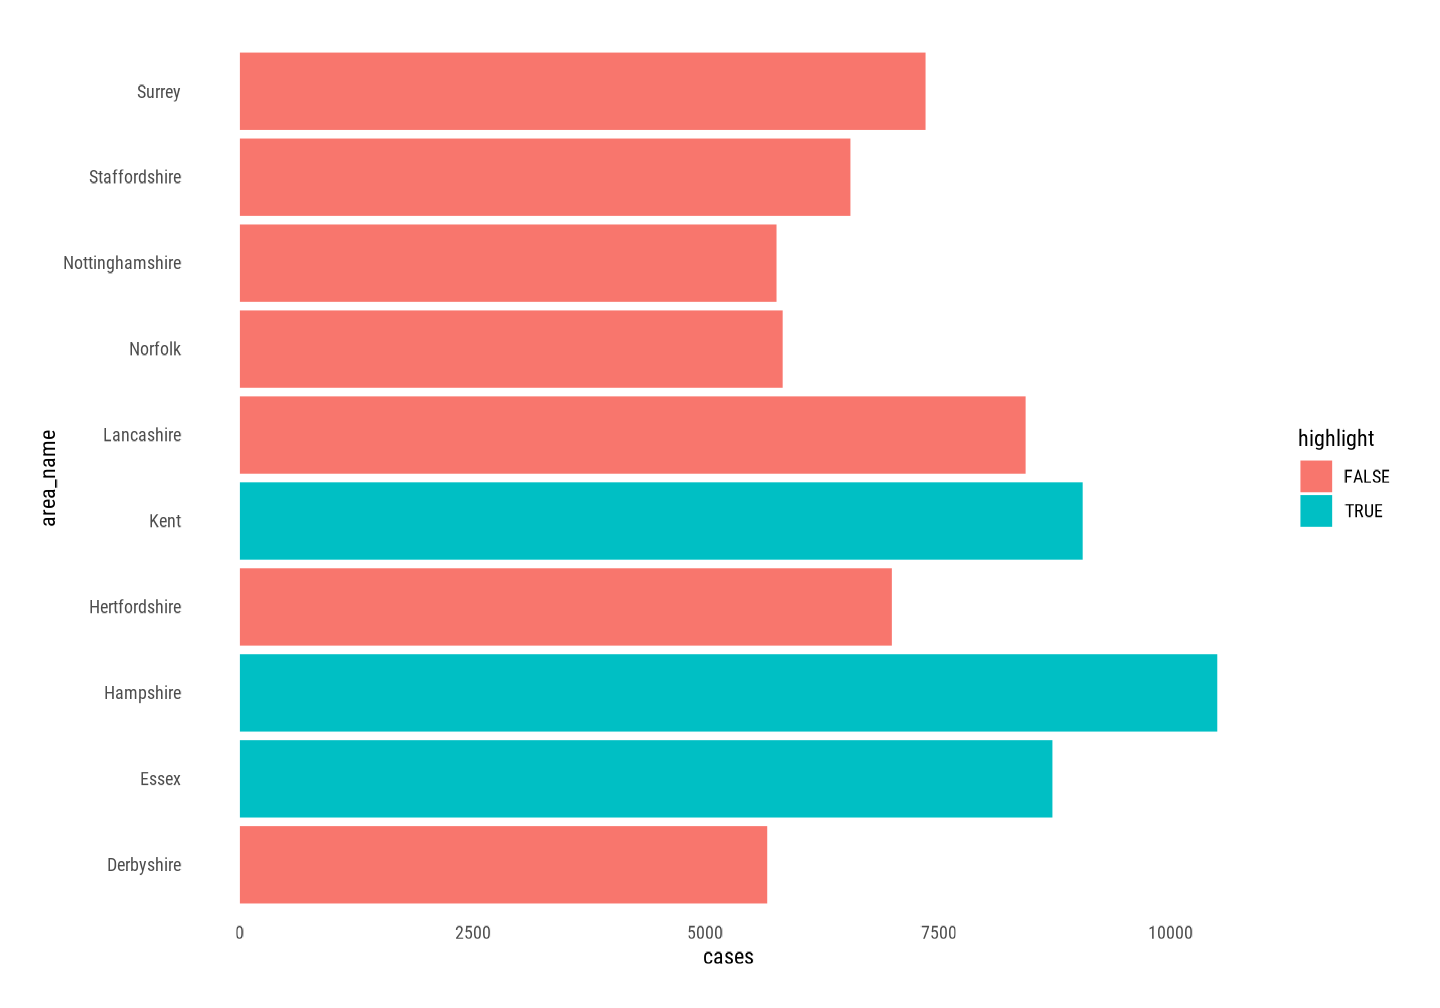 Surrey
Staffordshire
Nottinghamshire
Norfolk
Lancashire
Kent
Hertfordshire
Hampshire
Essex
Derbyshire
area_name
0 2500 5000 7500 10000
cases
highlight
FALSE
TRUE